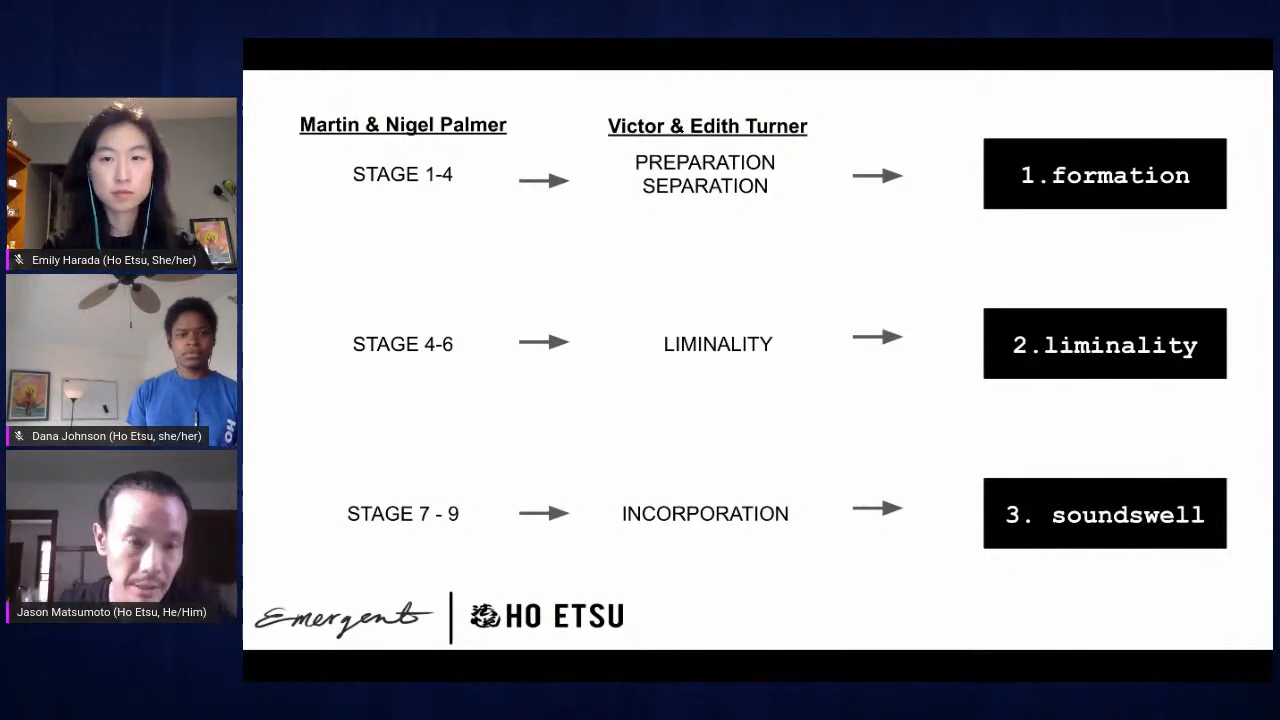 Martin & Nigel Palmer
Victor & Edith Turner
STAGE 1-4
PREPARATION
SEPARATION
1.formation
STAGE 4-6
LIMINALITY
2.liminality
STAGE 7 - 9
INCORPORATION
3. soundswell
Emergent
HO ETSU
Emily Harada (Ho Etsu, She/her)
Dana Johnson (Ho Etsu, she/her)
HO
Jason Matsumoto (Ho Etsu, He/Him)